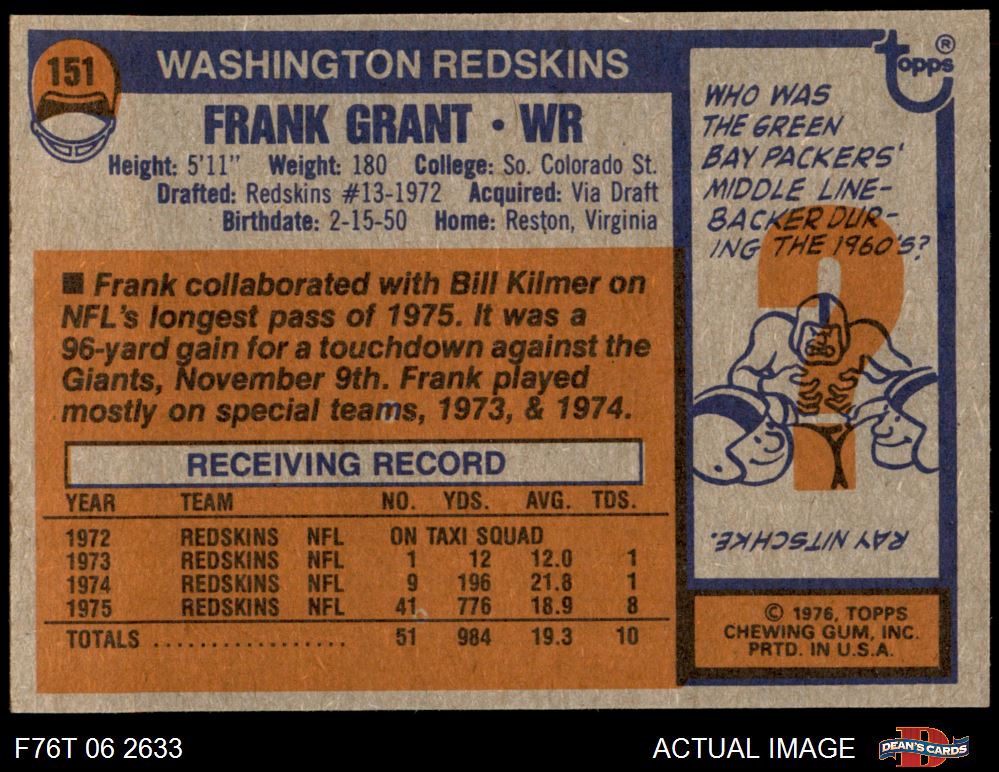 151
WASHINGTON REDSKINS
FRANK GRANT • WR
Height: 5'11" Weight: 180 College: So. Colorado St.
Drafted: Redskins #13-1972 Acquired: Via Draft
Birthdate: 2-15-50 Home: Reston, Virginia
■ Frank collaborated with Bill Kilmer on
NFL's longest pass of 1975. It was a
96-yard gain for a touchdown against the
Giants, November 9th. Frank played
mostly on special teams, 1973, & 1974.
RECEIVING RECORD
YEAR TEAM NO. YDS. AVG. TDS.
1972 REDSKINS NFL ON TAXI SQUAD
1973 REDSKINS NFL 1 12 12.0 1
1974 REDSKINS NFL 9 196 21.8 1
1975 REDSKINS NFL 41 776 18.9 8
TOTALS .................. 51 984 19.3 10
topps ®
WHO WAS
THE GREEN
BAY PACKERS'
MIDDLE LINE-
BACKER DUR-
ING THE 1960'S?
?
RAY NITSCHKE.
© 1976, TOPPS
CHEWING GUM, INC.
PRTD. IN U.S.A.
F76T 06 2633
ACTUAL IMAGE
D
DEAN'S CARDS